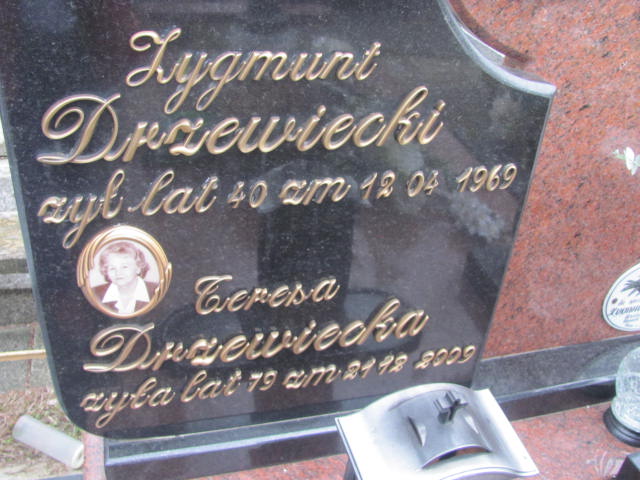 Zygmunt
Drzewiecki
żył lat 40 zm 12 04 1969
Teresa
Drzewiecka
żyła lat 79 zm 21 12 2009